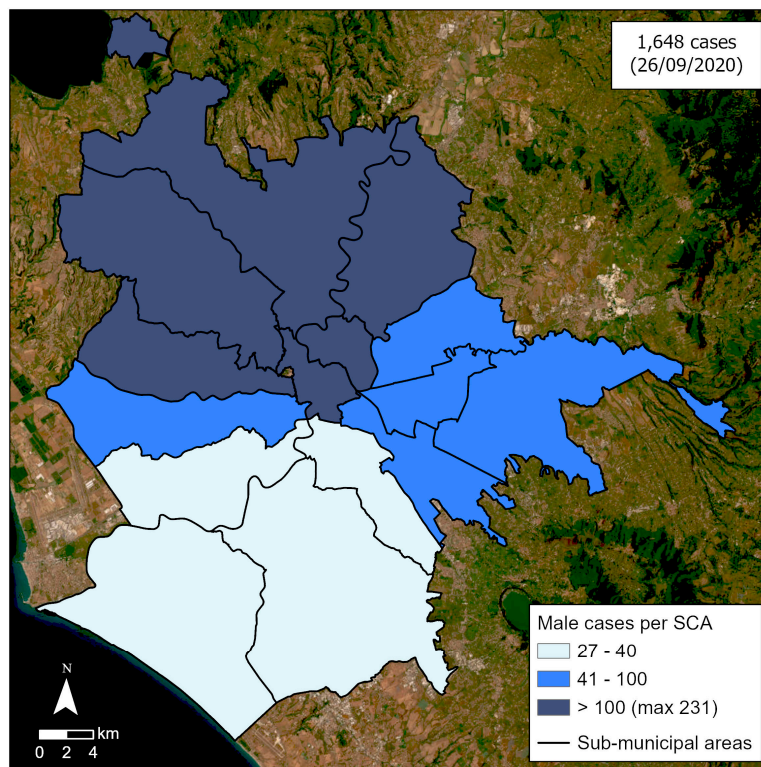 1,648 cases
(26/09/2020)
Male cases per SCA
27 - 40
41 - 100
> 100 (max 231)
Sub-municipal areas
N
km
0 2 4